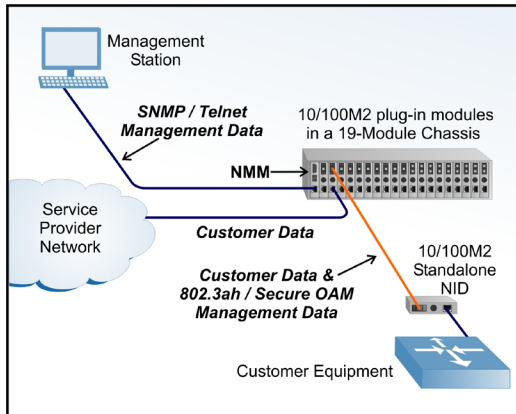 Management
Station
SNMP / Telnet
Management Data
10/100M2 plug-in modules
in a 19-Module Chassis
NMM
Service
Provider
Network
Customer Data
Customer Data &
802.3ah / Secure OAM
Management Data
10/100M2
Standalone
NID
Customer Equipment